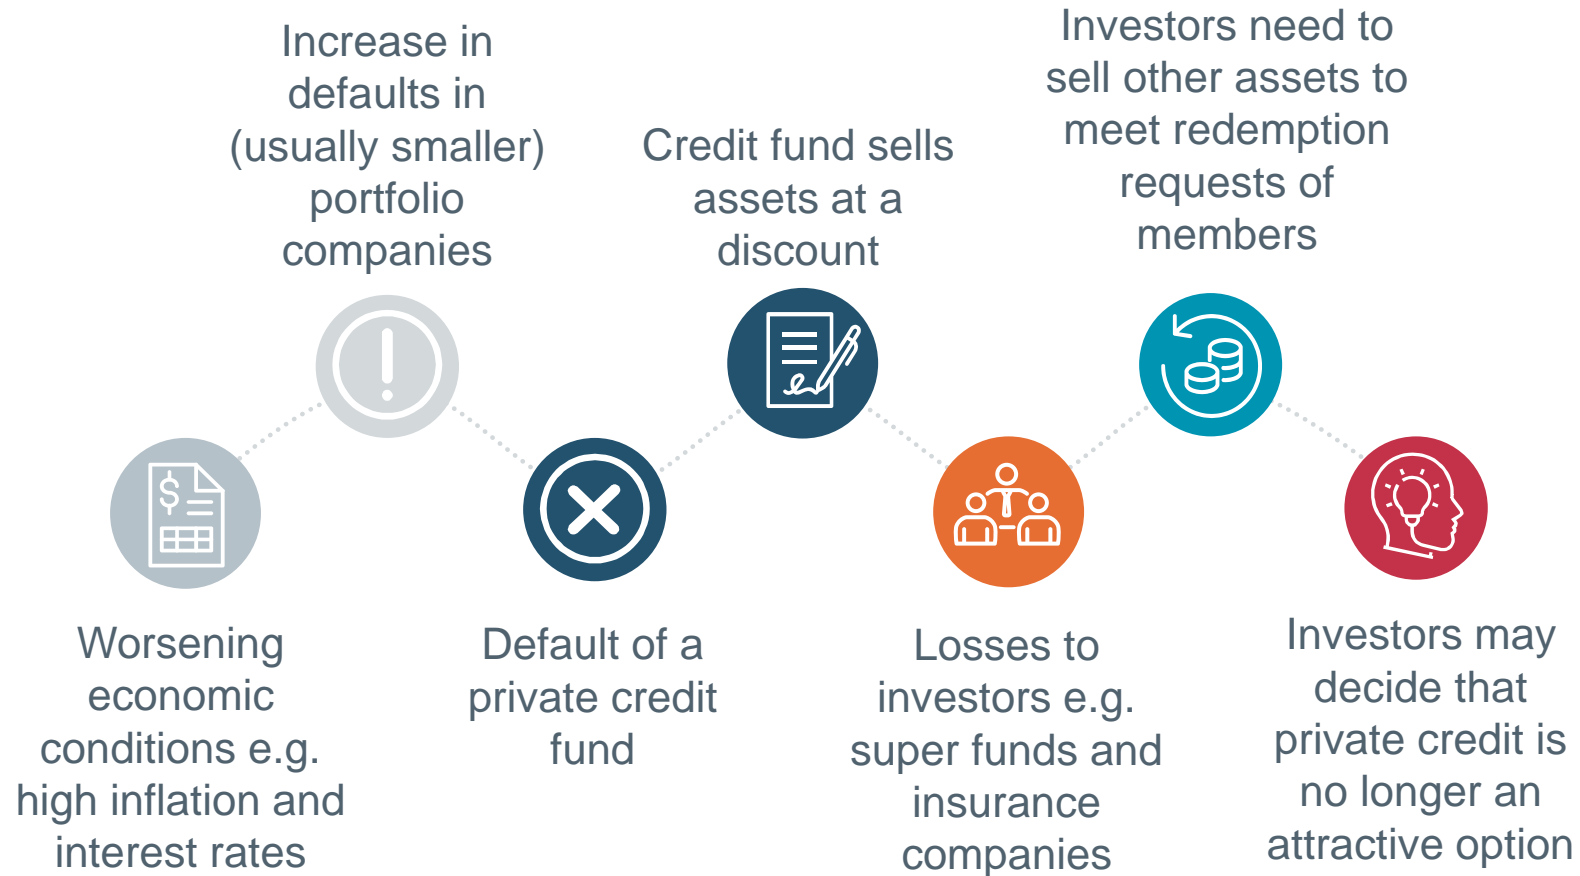 Worsening
economic
conditions e.g.
high inflation and
interest rates
Increase in
defaults in
(usually smaller)
portfolio
companies
Default of a
private credit
fund
Credit fund sells
assets at a
discount
Losses to
investors e.g.
super funds and
insurance
companies
Investors need to
sell other assets to
meet redemption
requests of
members
Investors may
decide that
private credit is
no longer an
attractive option
$